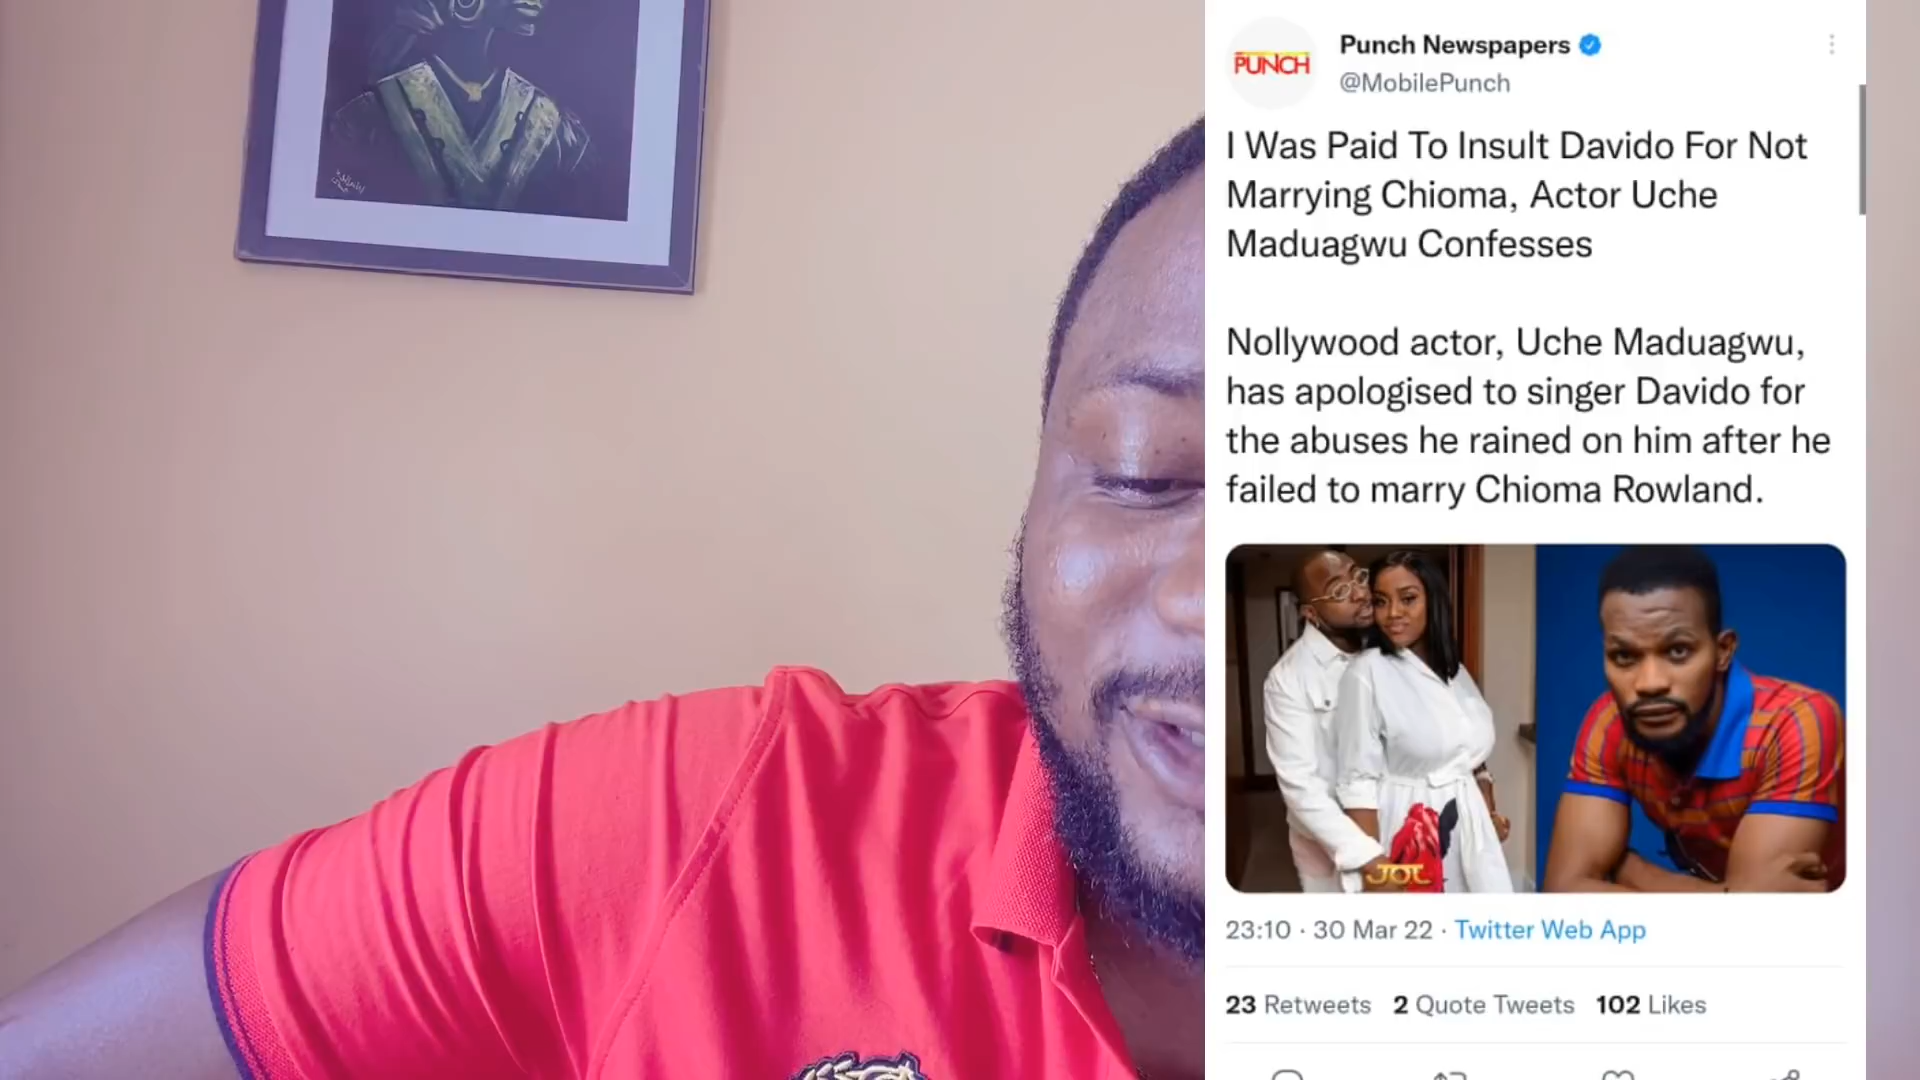 PUNCH
Punch Newspapers
@MobilePunch
I Was Paid To Insult Davido For Not
Marrying Chioma, Actor Uche
Maduagwu Confesses
Nollywood actor, Uche Maduagwu,
has apologised to singer Davido for
the abuses he rained on him after he
failed to marry Chioma Rowland.
JOE
23:10 · 30 Mar 22 · Twitter Web App
23 Retweets 2 Quote Tweets 102 Likes